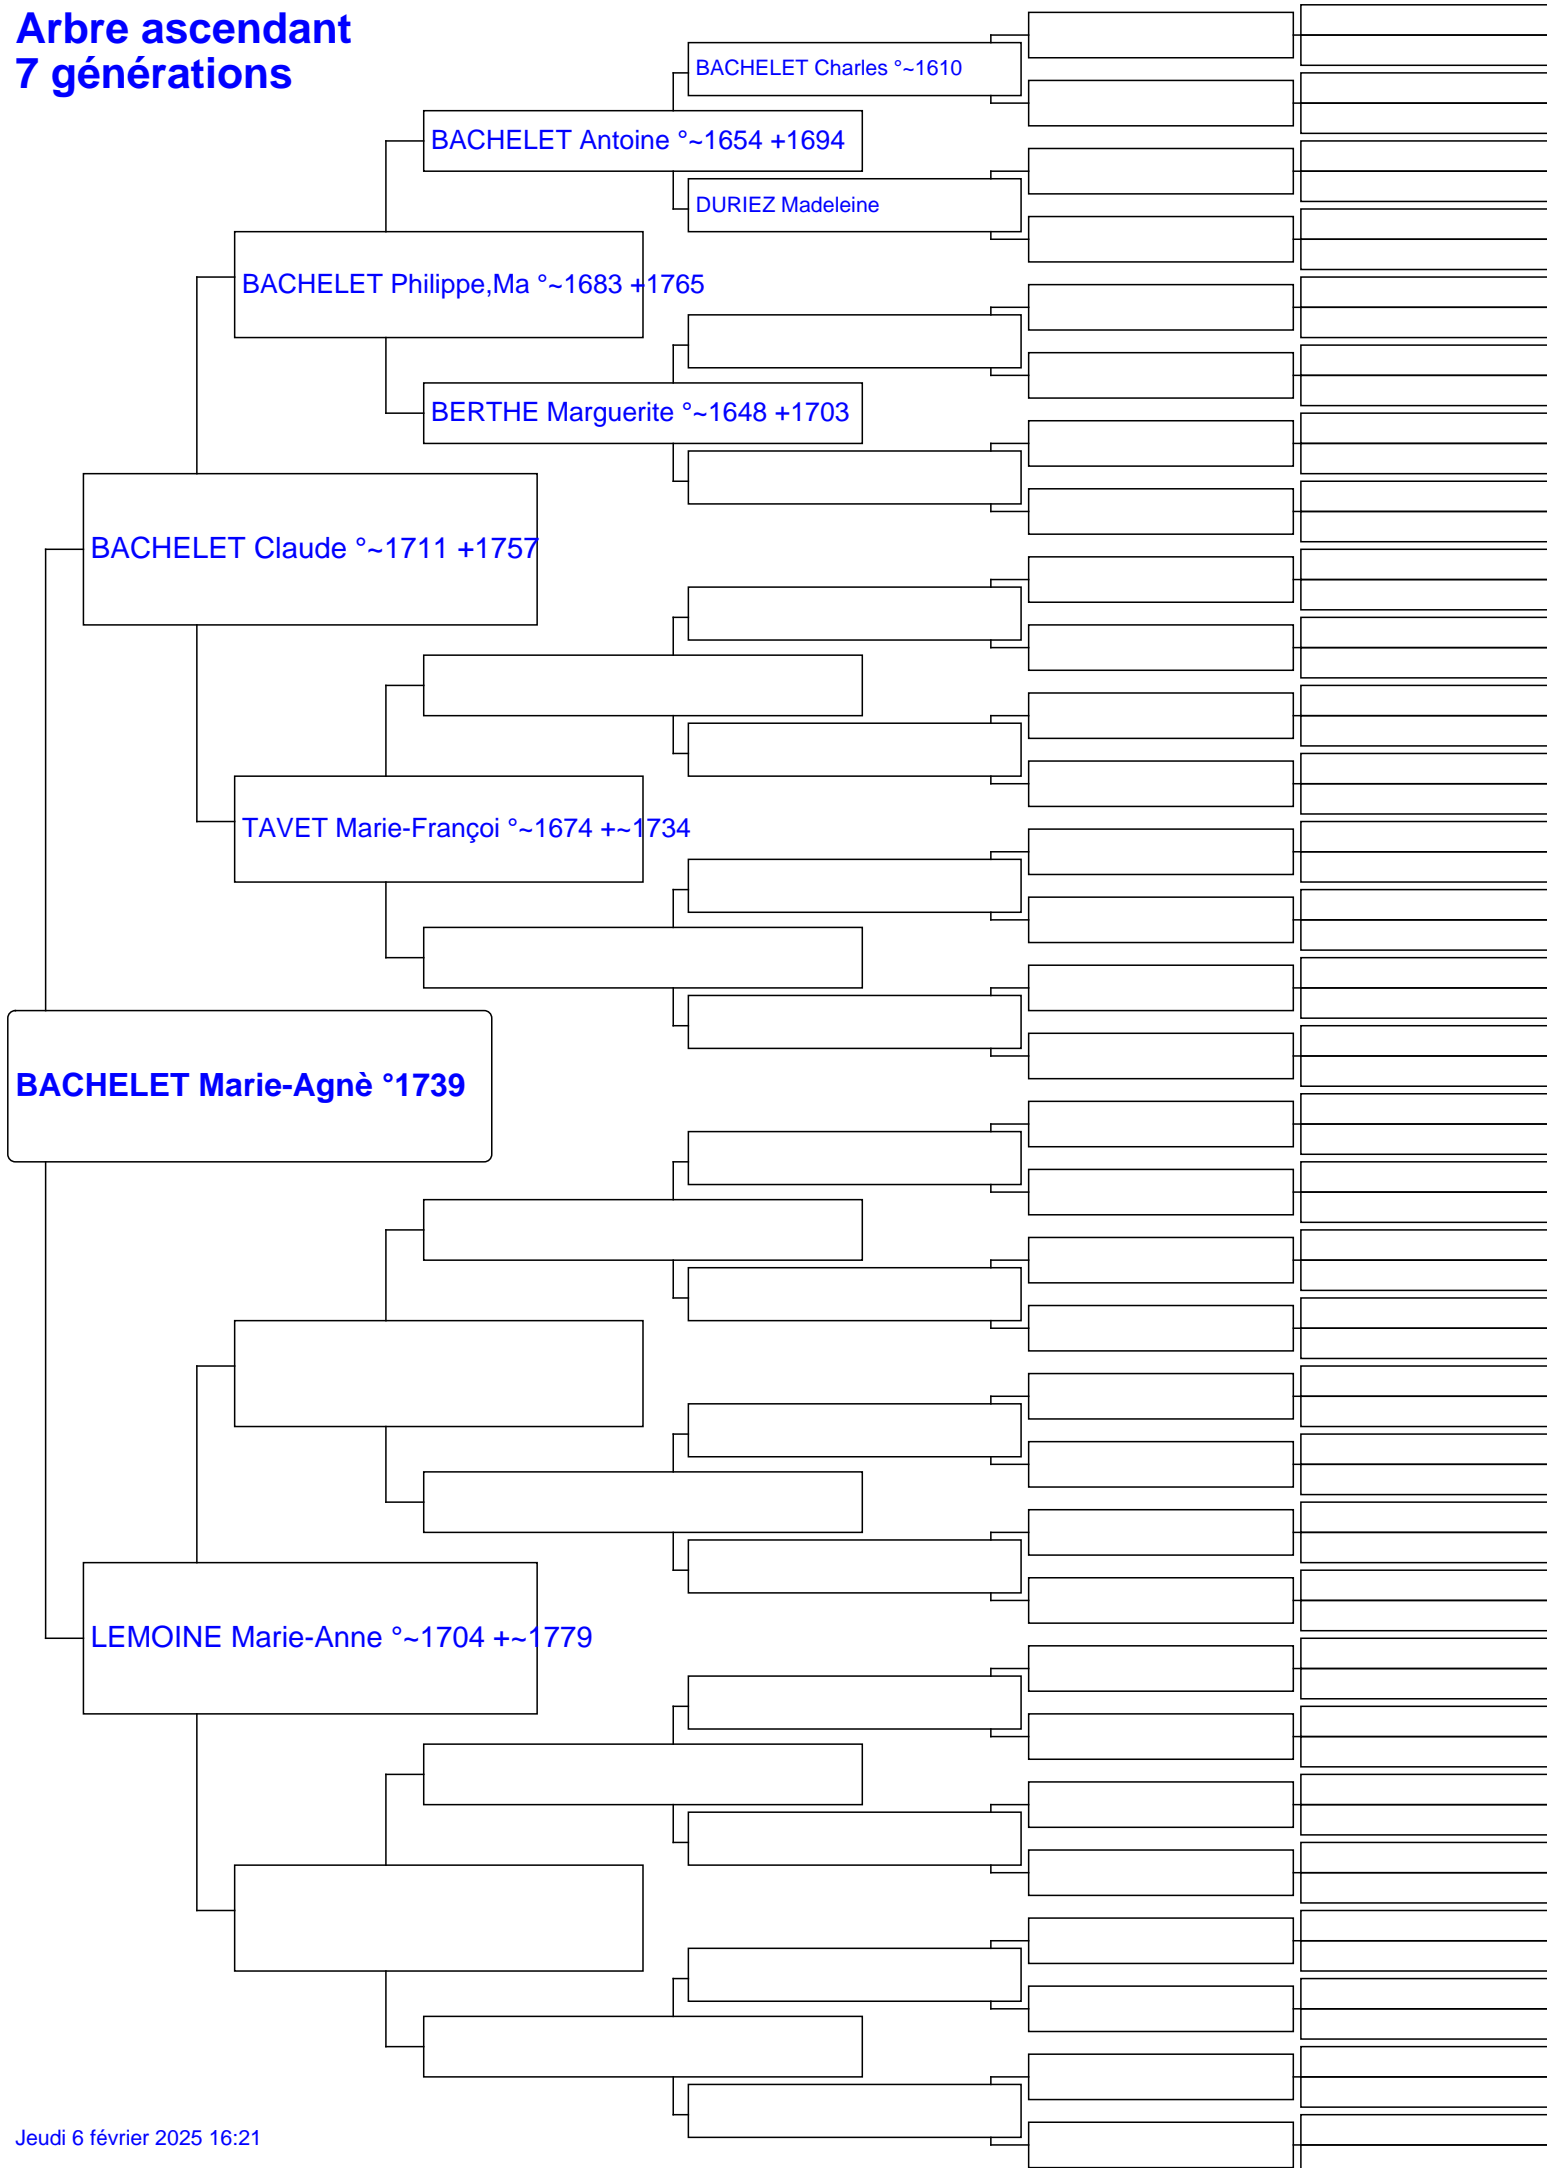 Arbre ascendant
7 générations
BACHELET Charles °~1610
BACHELET Antoine °~1654 +1694
DURIEZ Madeleine
BACHELET Philippe,Ma °~1683 +1765
BERTHE Marguerite °~1648 +1703
BACHELET Claude °~1711 +1757
TAVET Marie-Françoi °~1674 +~1734
BACHELET Marie-Agnè °1739
LEMOINE Marie-Anne °~1704 +~1779
Jeudi 6 février 2025 16:21